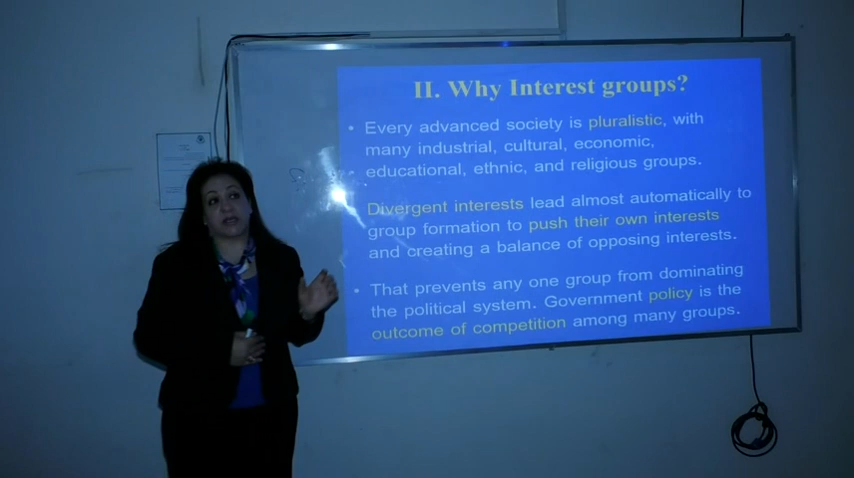 II. Why Interest groups?
• Every advanced society is pluralistic, with
many industrial, cultural, economic,
educational, ethnic, and religious groups.
• Divergent interests lead almost automatically to
group formation to push their own interests
and creating a balance of opposing interests.
• That prevents any one group from dominating
the political system. Government policy is the
outcome of competition among many groups.